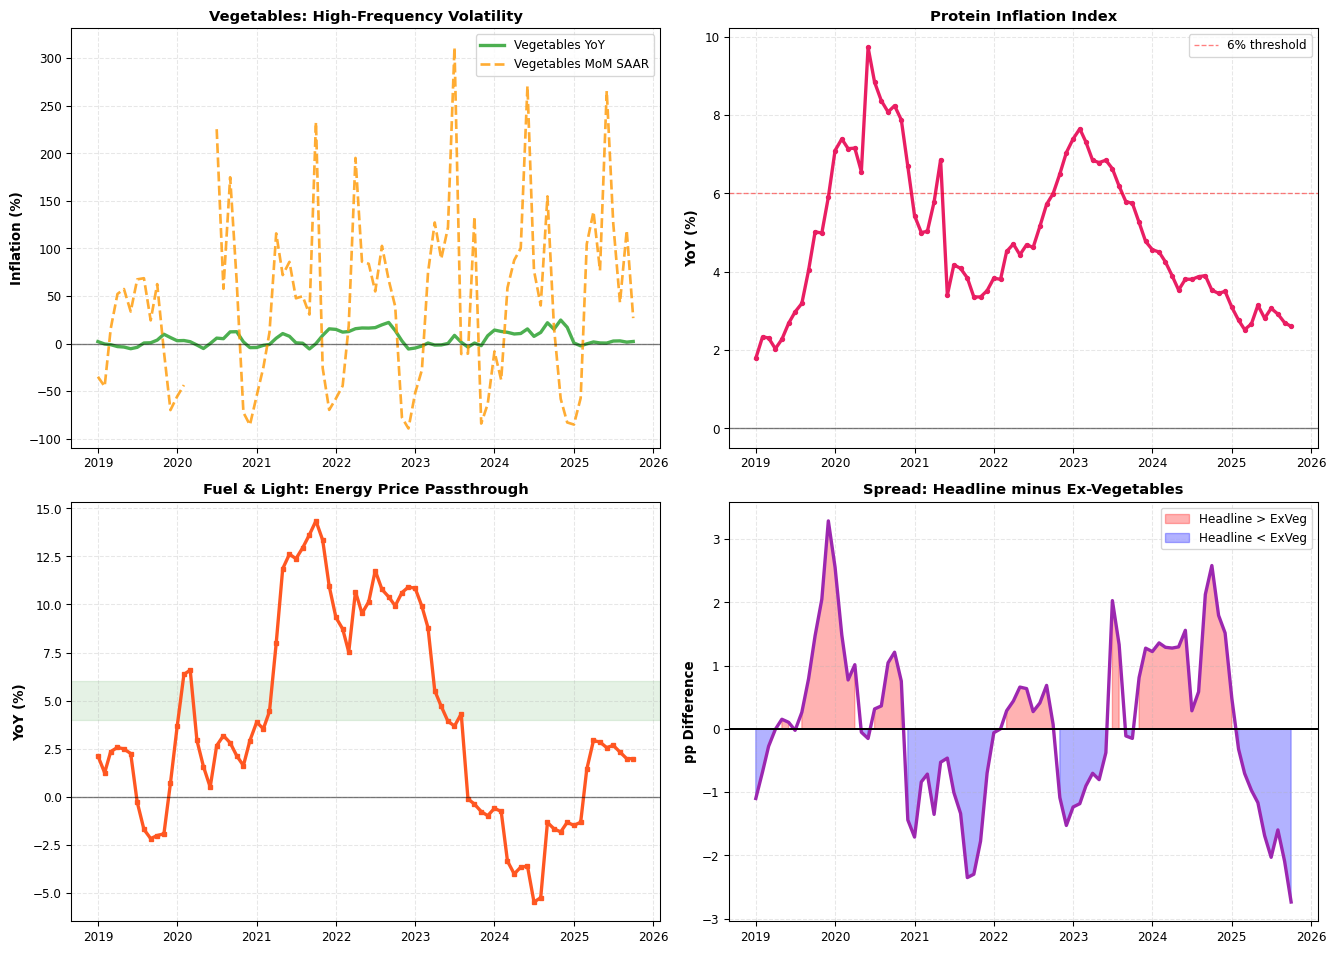 Vegetables: High-Frequency Volatility
Inflation (%)
300
250
200
150
100
50
0
−50
−100
Vegetables YoY
Vegetables MoM SAAR
2019 2020 2021 2022 2023 2024 2025 2026
Protein Inflation Index
YoY (%)
10
8
6
4
2
0
6% threshold
2019 2020 2021 2022 2023 2024 2025 2026
Fuel & Light: Energy Price Passthrough
YoY (%)
15.0
12.5
10.0
7.5
5.0
2.5
0.0
−2.5
−5.0
2019 2020 2021 2022 2023 2024 2025 2026
Spread: Headline minus Ex-Vegetables
pp Difference
3
2
1
0
−1
−2
−3
Headline > ExVeg
Headline < ExVeg
2019 2020 2021 2022 2023 2024 2025 2026